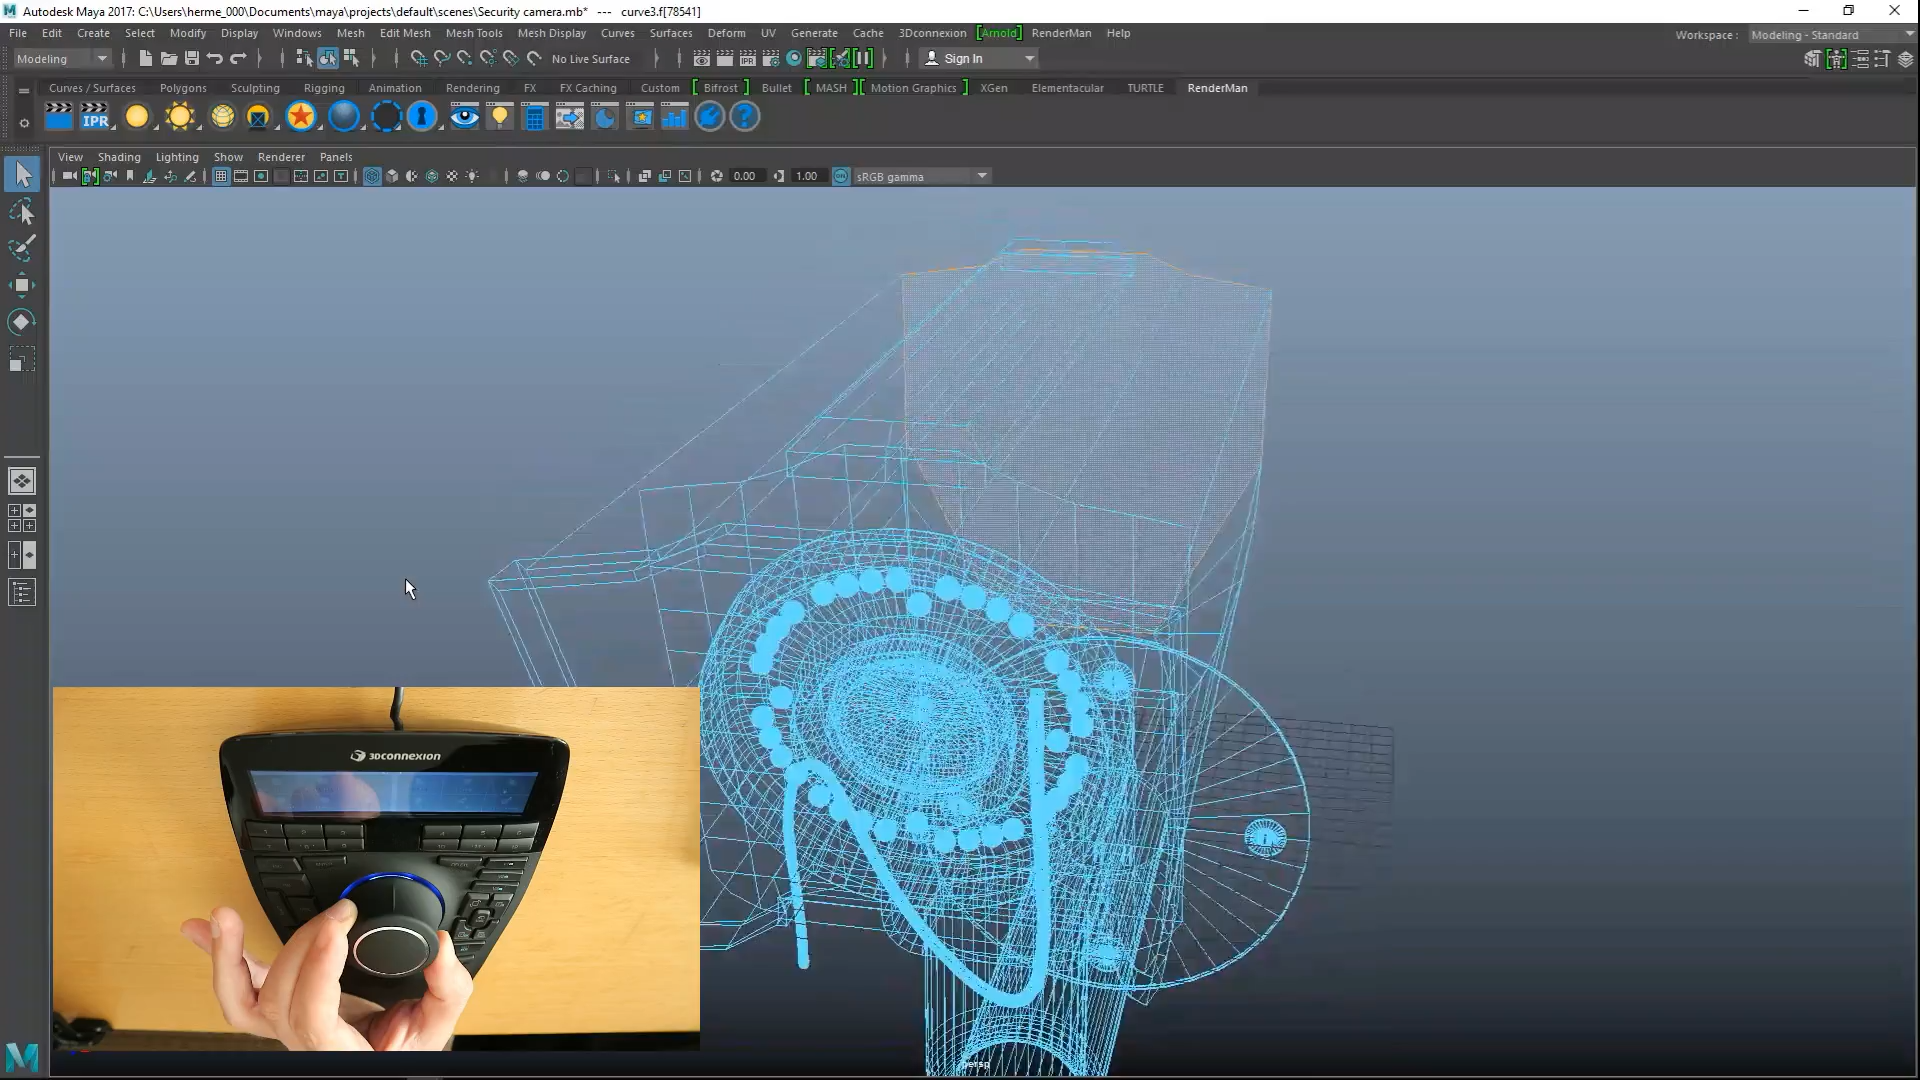 Autodesk Maya 2017: C:\Users\herme_000\Documents\maya\projects\default\scenes\Security camera.mb* --- curve3.f[78541]
File Edit Create Select Modify Display Windows Mesh Edit Mesh Mesh Tools Mesh Display Curves Surfaces Deform UV Generate Cache 3Dconnexion [Arnold] RenderMan Help
Workspace : Modeling - Standard
Modeling No Live Surface Sign In
Curves / Surfaces Polygons Sculpting Rigging Animation Rendering FX FX Caching Custom Bifrost Bullet MASH Motion Graphics XGen Elementacular TURTLE RenderMan
IPR
View Shading Lighting Show Renderer Panels
0.00 1.00 sRGB gamma
3Dconnexion
persp